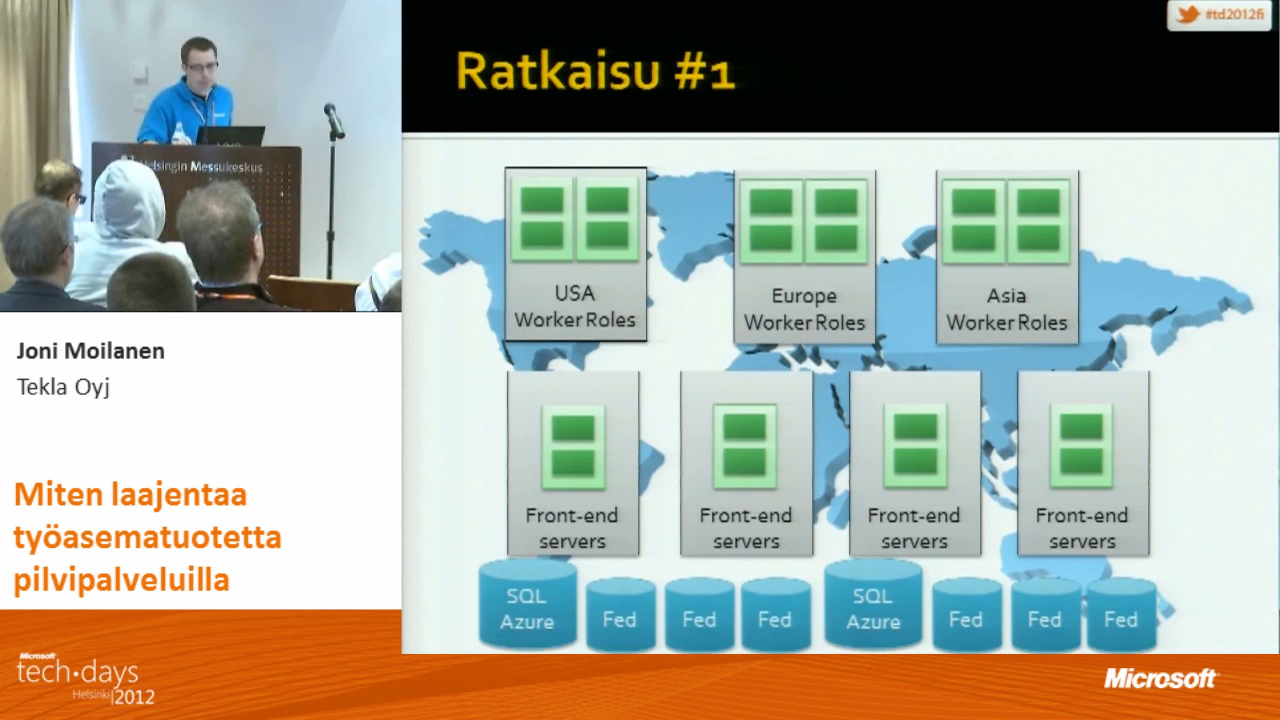 #td2012fi
Ratkaisu #1
Helsingin Messukeskus
USA
Worker Roles
Europe
Worker Roles
Asia
Worker Roles
Joni Moilanen
Tekla Oyj
Miten laajentaa
työasematuotetta
pilvipalveluilla
Front-end
servers
Front-end
servers
Front-end
servers
Front-end
servers
SQL
Azure
Fed
Fed
Fed
SQL
Azure
Fed
Fed
Fed
Microsoft
tech·days
Helsinki|2012
Microsoft